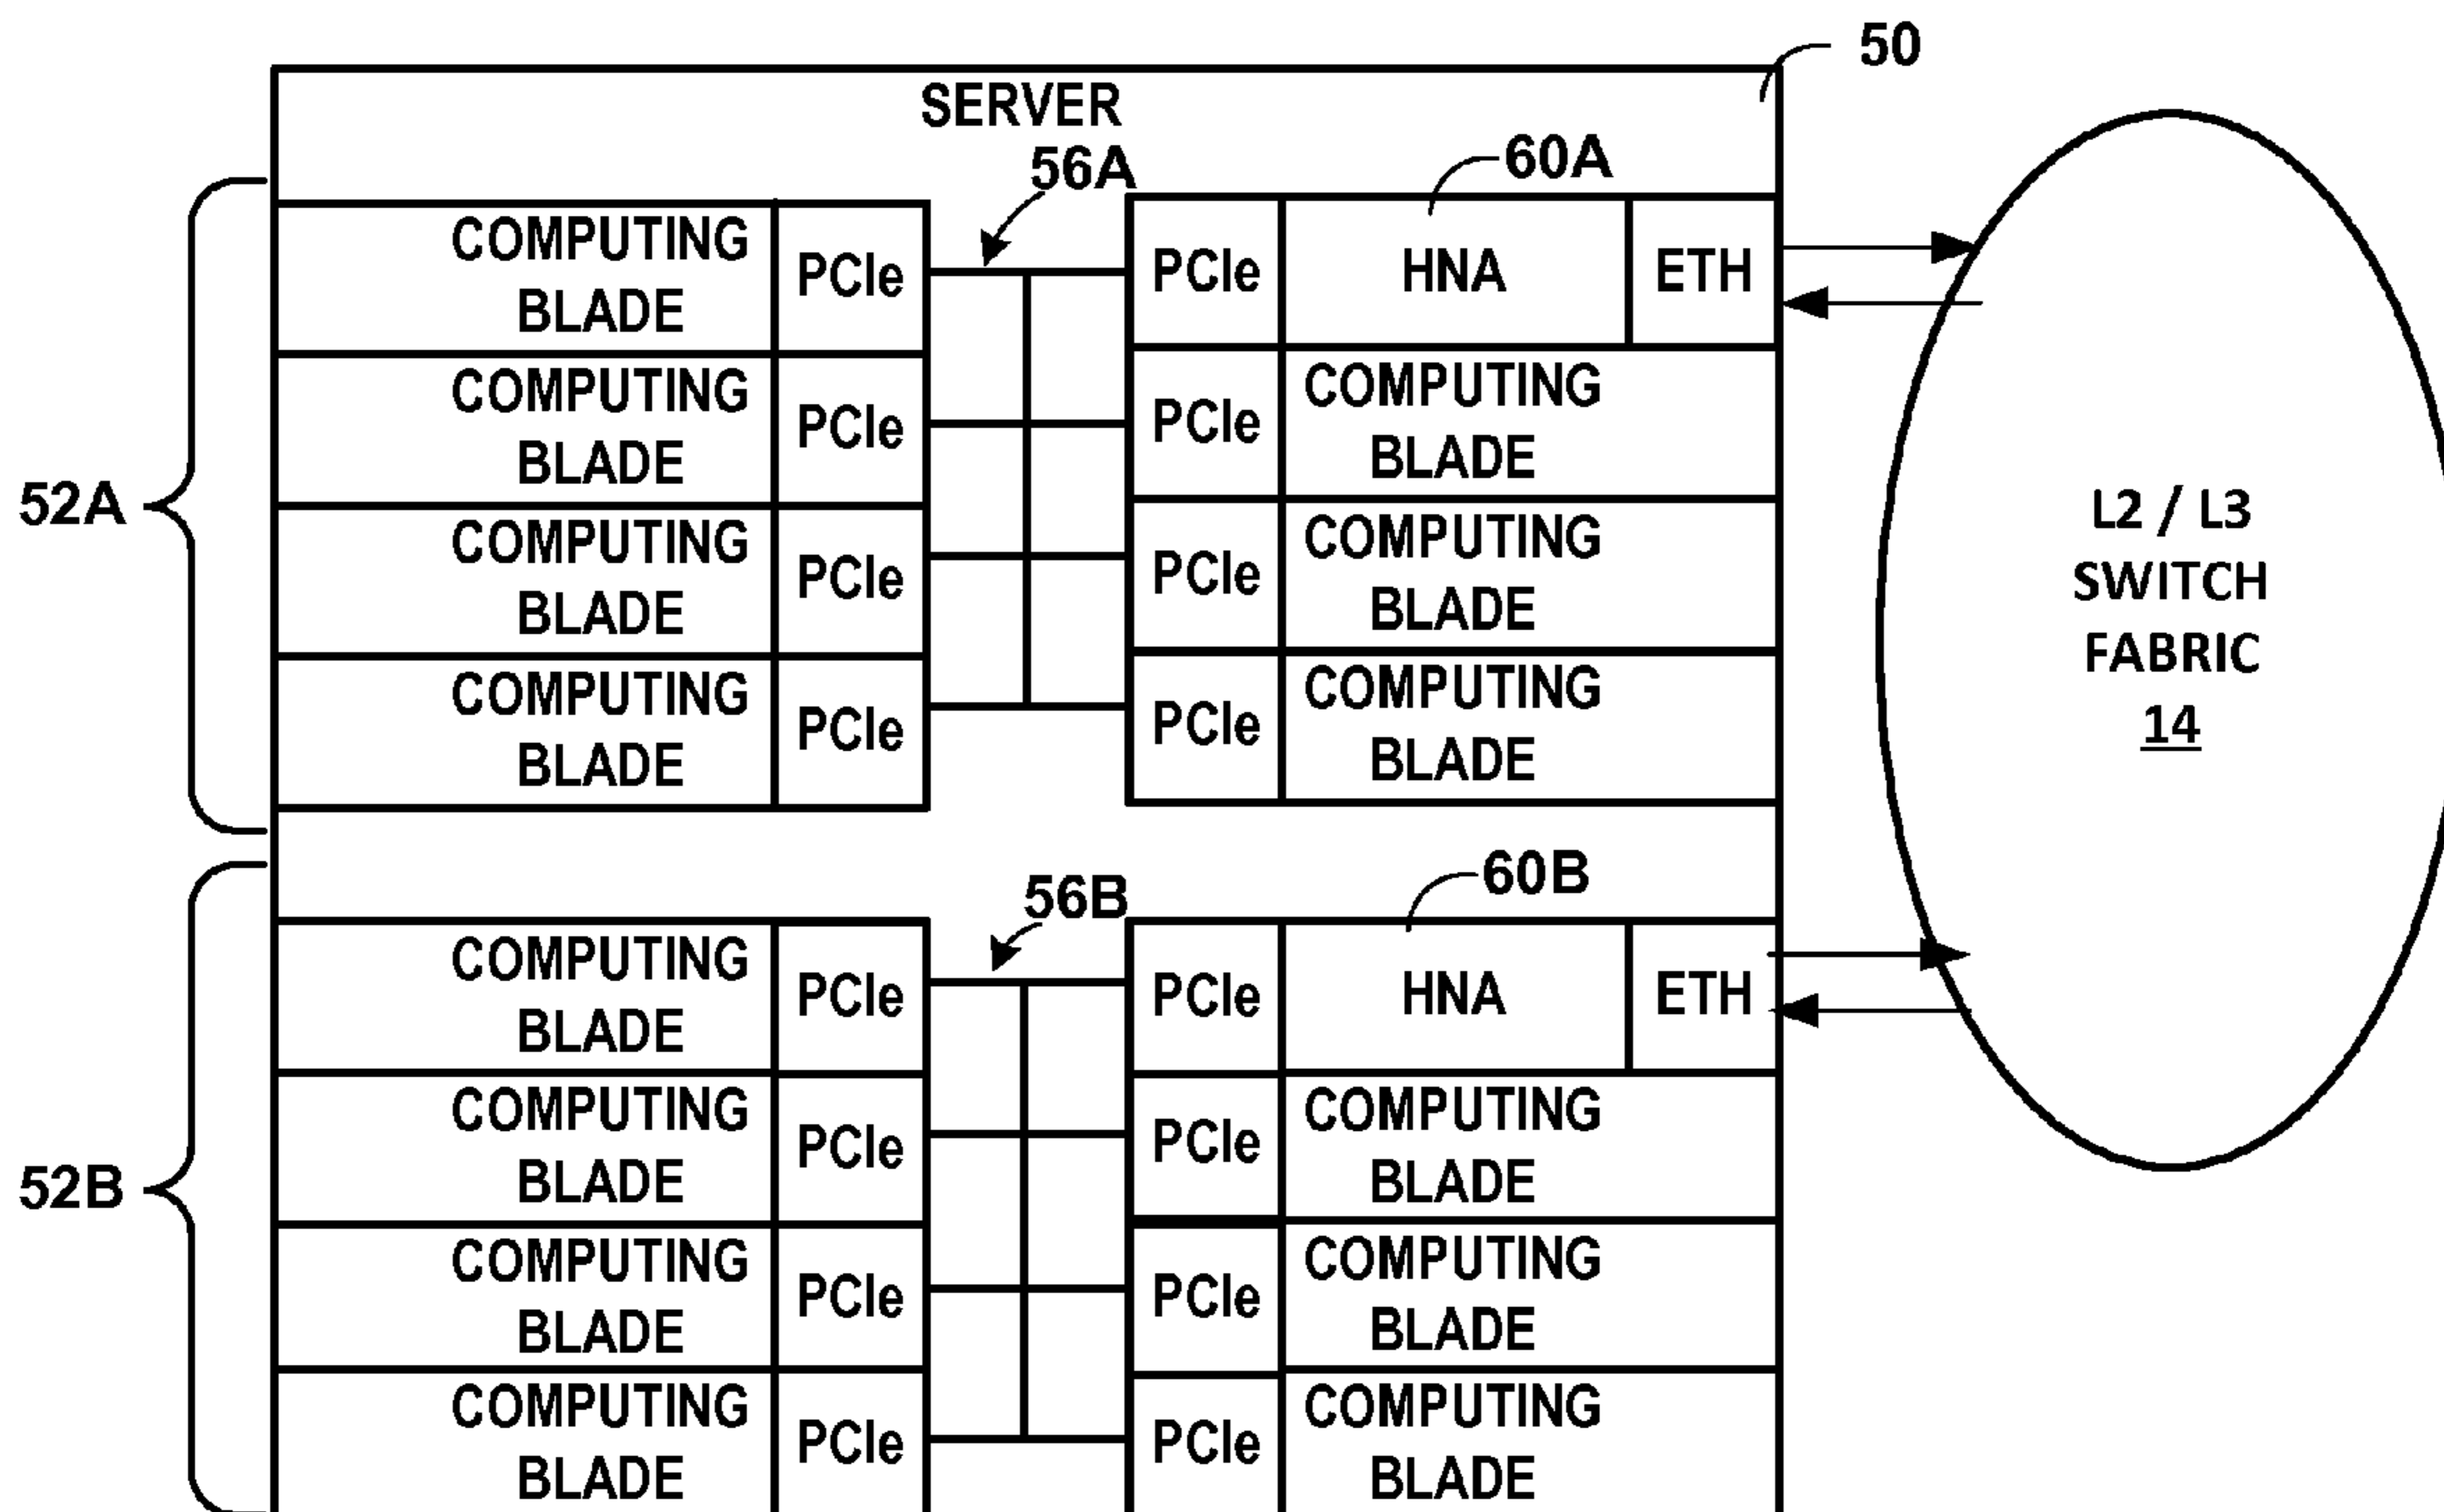 50
SERVER
56A
60A
COMPUTING
BLADE
PCIe
PCIe
HNA
ETH
COMPUTING
BLADE
PCIe
PCIe
COMPUTING
BLADE
52A
COMPUTING
BLADE
PCIe
PCIe
COMPUTING
BLADE
COMPUTING
BLADE
PCIe
PCIe
COMPUTING
BLADE
L2 / L3
SWITCH
FABRIC
14
56B
60B
COMPUTING
BLADE
PCIe
PCIe
HNA
ETH
COMPUTING
BLADE
PCIe
PCIe
COMPUTING
BLADE
52B
COMPUTING
BLADE
PCIe
PCIe
COMPUTING
BLADE
COMPUTING
BLADE
PCIe
PCIe
COMPUTING
BLADE